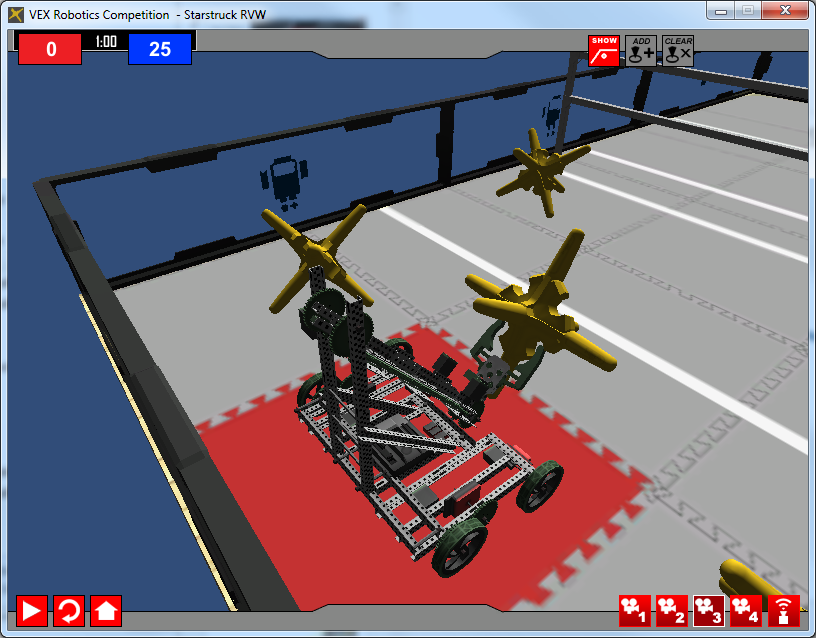 VEX Robotics Competition - Starstruck RVW
0 1:00 25
SHOW ADD CLEAR
1 2 3 4